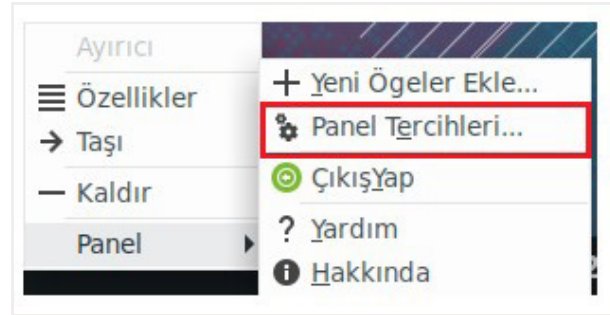 Ayırıcı
Özellikler
Taşı
Kaldır
Panel
Yeni Ögeler Ekle...
Panel Tercihleri...
ÇıkışYap
Yardım
Hakkında